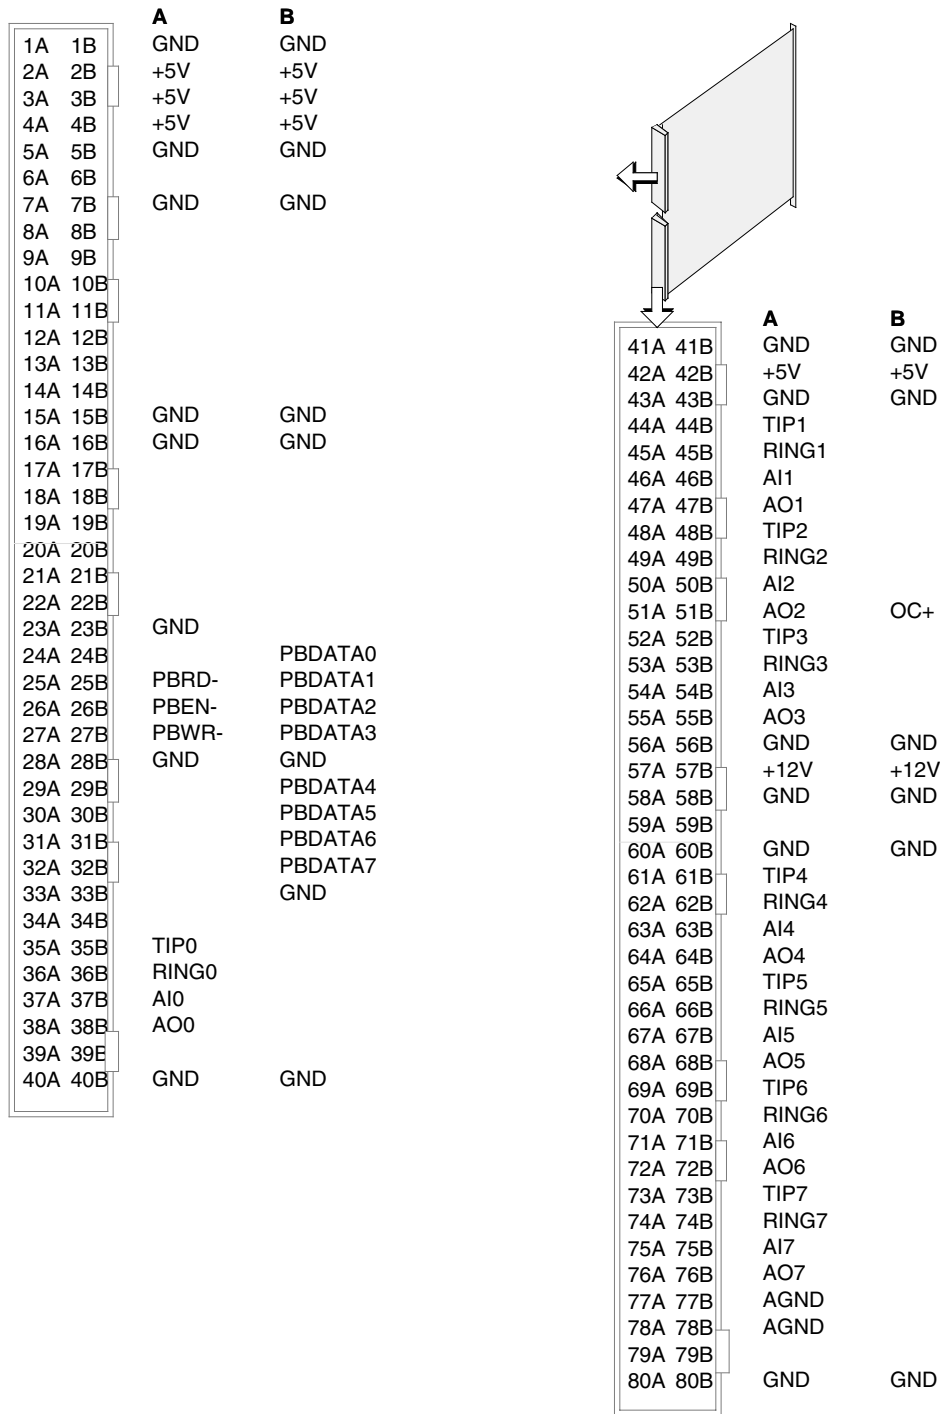 A B
1A 1B GND GND
2A 2B +5V +5V
3A 3B +5V +5V
4A 4B +5V +5V
5A 5B GND GND
6A 6B
7A 7B GND GND
8A 8B
9A 9B
10A 10B
11A 11B
12A 12B
13A 13B
14A 14B
15A 15B GND GND
16A 16B GND GND
17A 17B
18A 18B
19A 19B
20A 20B
21A 21B
22A 22B
23A 23B GND
24A 24B PBDATA0
25A 25B PBRD- PBDATA1
26A 26B PBEN- PBDATA2
27A 27B PBWR- PBDATA3
28A 28B GND GND
29A 29B PBDATA4
30A 30B PBDATA5
31A 31B PBDATA6
32A 32B PBDATA7
33A 33B GND
34A 34B
35A 35B TIP0
36A 36B RING0
37A 37B AI0
38A 38B AO0
39A 39B
40A 40B GND GND
A B
41A 41B GND GND
42A 42B +5V +5V
43A 43B GND GND
44A 44B TIP1
45A 45B RING1
46A 46B AI1
47A 47B AO1
48A 48B TIP2
49A 49B RING2
50A 50B AI2
51A 51B AO2 OC+
52A 52B TIP3
53A 53B RING3
54A 54B AI3
55A 55B AO3
56A 56B GND GND
57A 57B +12V +12V
58A 58B GND GND
59A 59B
60A 60B GND GND
61A 61B TIP4
62A 62B RING4
63A 63B AI4
64A 64B AO4
65A 65B TIP5
66A 66B RING5
67A 67B AI5
68A 68B AO5
69A 69B TIP6
70A 70B RING6
71A 71B AI6
72A 72B AO6
73A 73B TIP7
74A 74B RING7
75A 75B AI7
76A 76B AO7
77A 77B AGND
78A 78B AGND
79A 79B
80A 80B GND GND